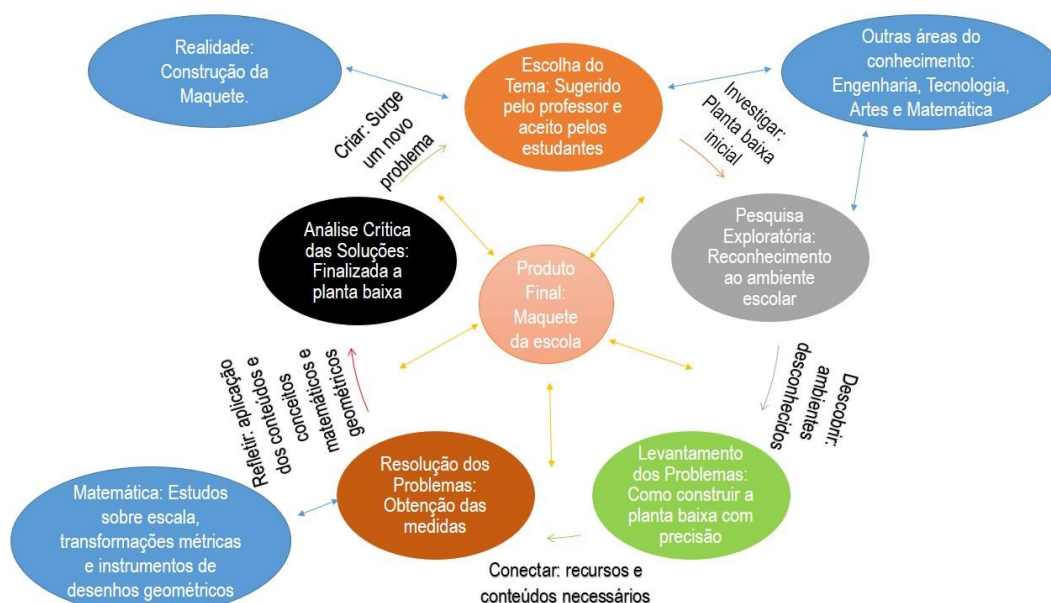 Realidade:
Construção da
Maquete.
Escolha do
Tema: Sugerido
pelo professor e
aceito pelos
estudantes
Outras áreas do
conhecimento:
Engenharia, Tecnologia,
Artes e Matemática
Criar: Surge
um novo
problema
Investigar:
Planta baixa
inicial
Análise Crítica
das Soluções:
Finalizada a
planta baixa
Produto
Final:
Maquete
da escola
Pesquisa
Exploratória:
Reconhecimento
ao ambiente
escolar
Refletir: aplicação
dos conteúdos e
conceitos
matemáticos e
geométricos
Descobrir:
ambientes
desconhecidos
Matemática: Estudos
sobre escala,
transformações métricas
e instrumentos de
desenhos geométricos
Resolução dos
Problemas:
Obtenção das
medidas
Levantamento
dos Problemas:
Como construir a
planta baixa com
precisão
Conectar: recursos e
conteúdos necessários